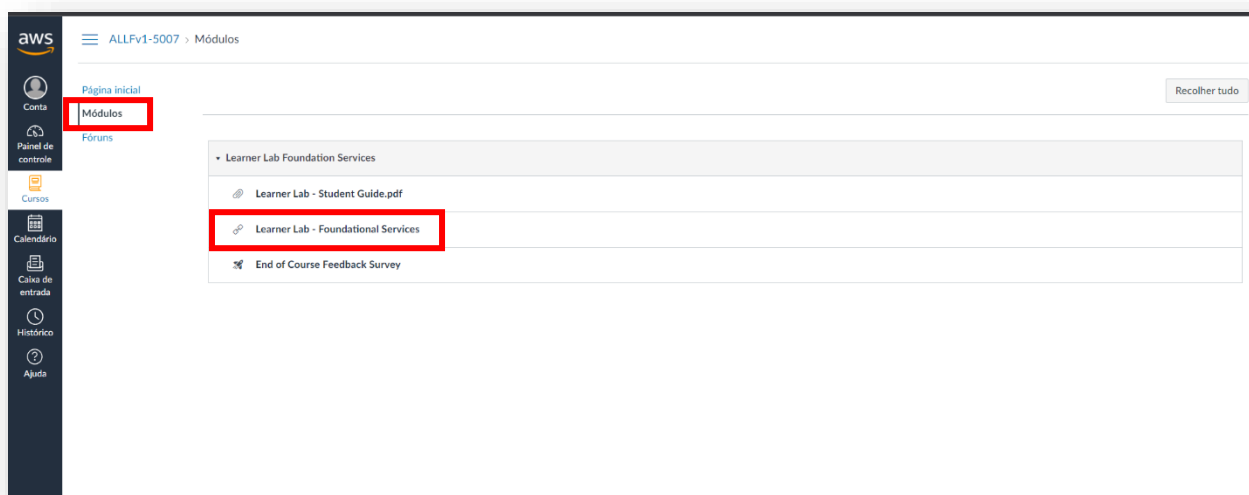 aws
ALLFv1-5007 > Módulos
Conta
Painel de
controle
Cursos
Calendário
Caixa de
entrada
Histórico
Ajuda
Página inicial
Módulos
Fóruns
Recolher tudo
Learner Lab Foundation Services
Learner Lab - Student Guide.pdf
Learner Lab - Foundational Services
End of Course Feedback Survey